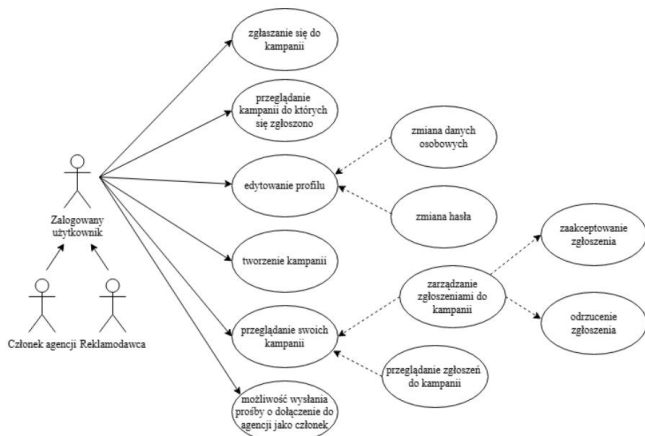 zgłaszanie się do
kampanii
przeglądanie
kampanii do których
się zgłoszono
zmiana danych
osobowych
edytowanie profilu
zmiana hasła
Zalogowany
użytkownik
zaakceptowanie
zgłoszenia
tworzenie kampanii
zarządzanie
zgłoszeniami do
kampanii
odrzucenie
zgłoszenia
przeglądanie swoich
kampanii
Członek agencji
Reklamodawca
przeglądanie zgłoszeń
do kampanii
możliwość wysłania
prośby o dołączenie do
agencji jako członek